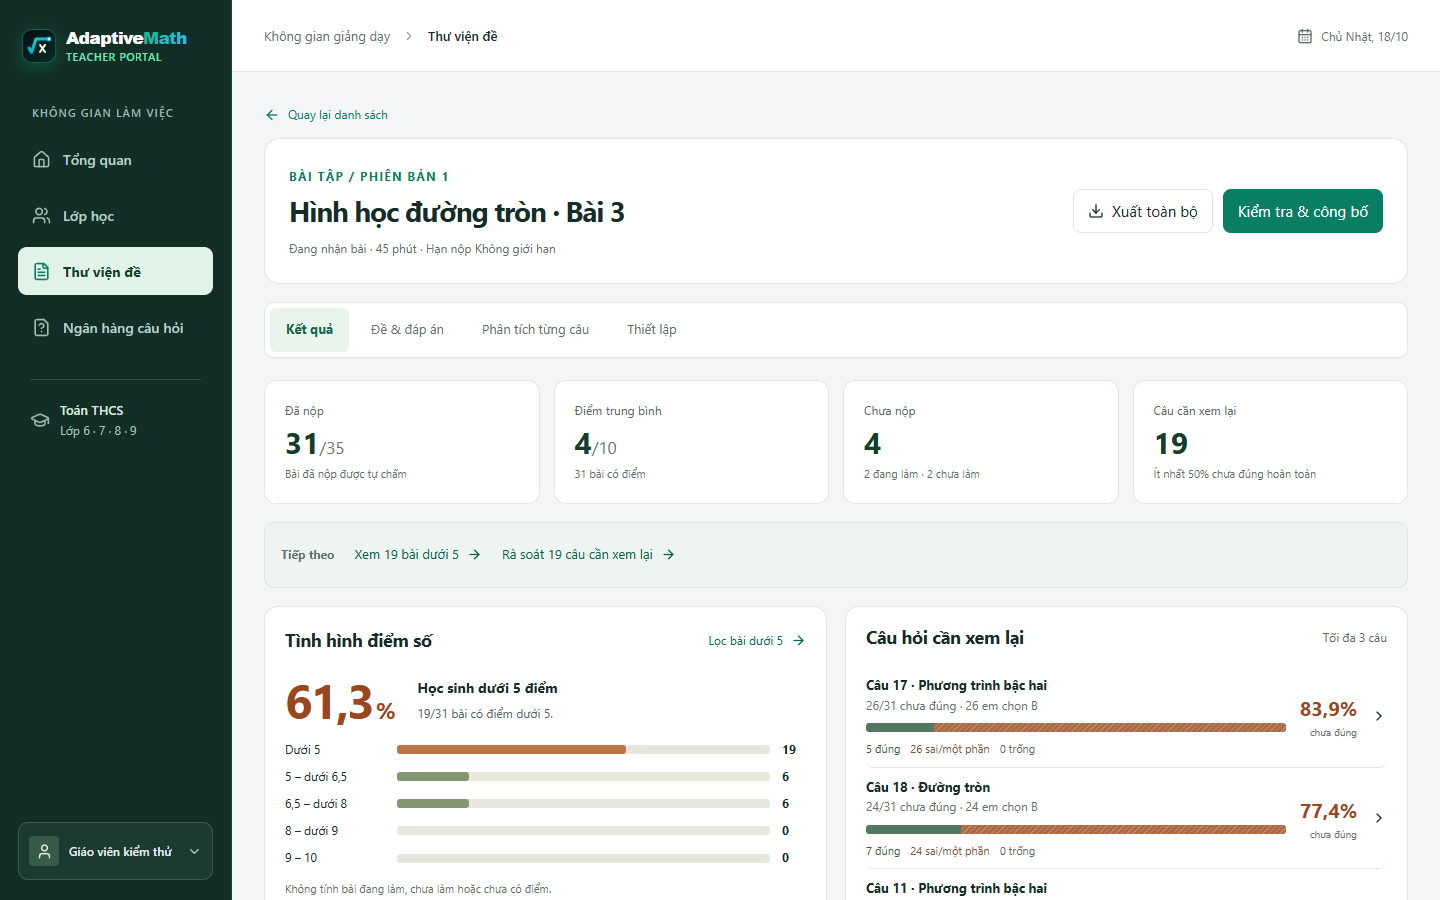 AdaptiveMath
TEACHER PORTAL
KHÔNG GIAN LÀM VIỆC
Tổng quan
Lớp học
Thư viện đề
Ngân hàng câu hỏi
Toán THCS
Lớp 6 · 7 · 8 · 9
Giáo viên kiểm thử
Không gian giảng dạy > Thư viện đề
Chủ Nhật, 18/10
← Quay lại danh sách
BÀI TẬP / PHIÊN BẢN 1
Hình học đường tròn · Bài 3
Đang nhận bài · 45 phút · Hạn nộp Không giới hạn
Xuất toàn bộ
Kiểm tra & công bố
Kết quả
Đề & đáp án
Phân tích từng câu
Thiết lập
Đã nộp
31/35
Bài đã nộp được tự chấm
Điểm trung bình
4/10
31 bài có điểm
Chưa nộp
4
2 đang làm · 2 chưa làm
Câu cần xem lại
19
Ít nhất 50% chưa đúng hoàn toàn
Tiếp theo
Xem 19 bài dưới 5 →
Rà soát 19 câu cần xem lại →
Tình hình điểm số
Lọc bài dưới 5 →
61,3%
Học sinh dưới 5 điểm
19/31 bài có điểm dưới 5.
Dưới 5 19
5 – dưới 6,5 6
6,5 – dưới 8 6
8 – dưới 9 0
9 – 10 0
Không tính bài đang làm, chưa làm hoặc chưa có điểm.
Câu hỏi cần xem lại
Tối đa 3 câu
Câu 17 · Phương trình bậc hai
26/31 chưa đúng · 26 em chọn B
83,9%
chưa đúng
5 đúng 26 sai/một phần 0 trống
Câu 18 · Đường tròn
24/31 chưa đúng · 24 em chọn B
77,4%
chưa đúng
7 đúng 24 sai/một phần 0 trống
Câu 11 · Phương trình bậc hai